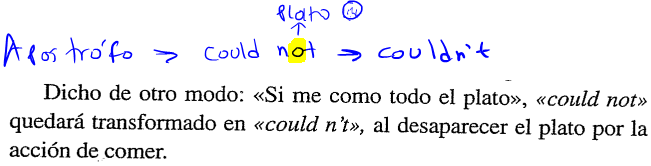 plato
Apostrófo → could not → couldn't
Dicho de otro modo: «Si me como todo el plato», «could not»
quedará transformado en «could n't», al desaparecer el plato por la
acción de comer.